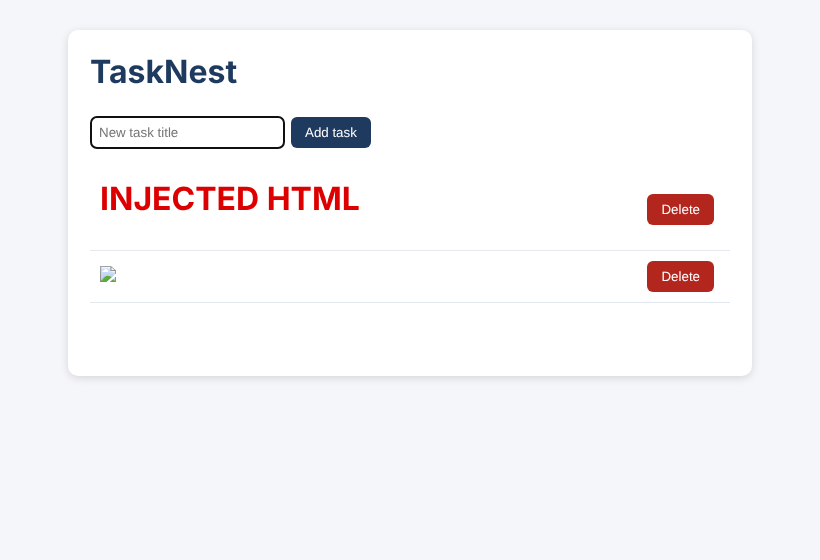 TaskNest
New task title
Add task
INJECTED HTML
Delete
Delete